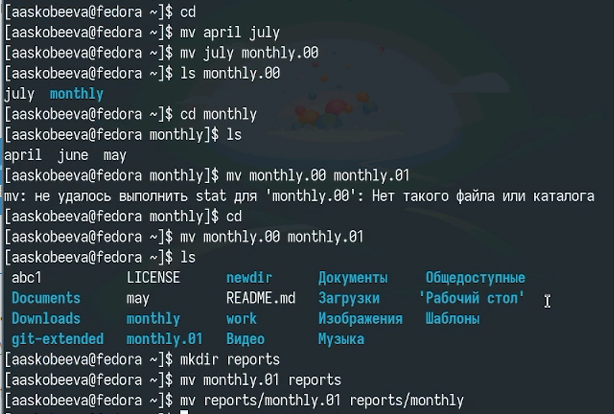 [aaskobeeva@fedora ~]$ cd
[aaskobeeva@fedora ~]$ mv april july
[aaskobeeva@fedora ~]$ mv july monthly.00
[aaskobeeva@fedora ~]$ ls monthly.00
july  monthly
[aaskobeeva@fedora ~]$ cd monthly
[aaskobeeva@fedora monthly]$ ls
april  june  may
[aaskobeeva@fedora monthly]$ mv monthly.00 monthly.01
mv: не удалось выполнить stat для 'monthly.00': Нет такого файла или каталога
[aaskobeeva@fedora monthly]$ cd
[aaskobeeva@fedora ~]$ mv monthly.00 monthly.01
[aaskobeeva@fedora ~]$ ls
abc1  LICENSE  newdir  Документы  Общедоступные
Documents  may  README.md  Загрузки  'Рабочий стол'
Downloads  monthly  work  Изображения  Шаблоны
git-extended  monthly.01  Видео  Музыка
[aaskobeeva@fedora ~]$ mkdir reports
[aaskobeeva@fedora ~]$ mv monthly.01 reports
[aaskobeeva@fedora ~]$ mv reports/monthly.01 reports/monthly